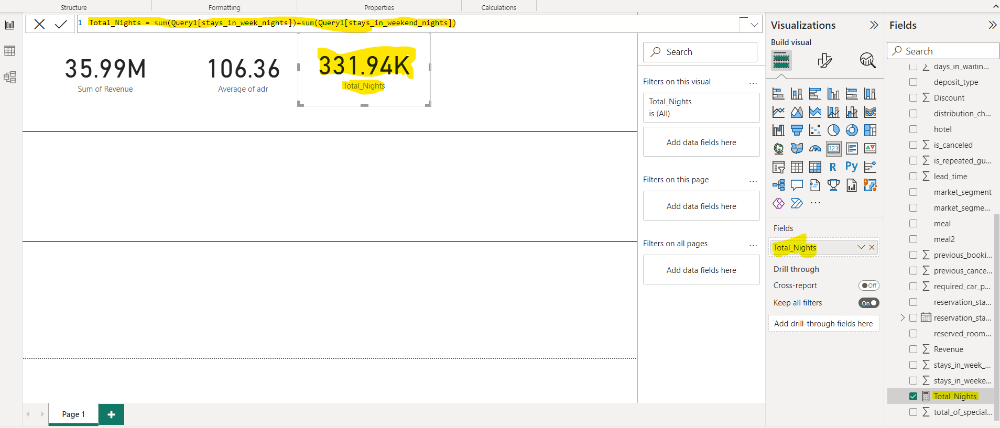 Structure
Formatting
Properties
Calculations
1 Total_Nights = sum(Query1[stays_in_week_nights])+sum(Query1[stays_in_weekend_nights])
35.99M
Sum of Revenue
106.36
Average of adr
331.94K
Total_Nights
Search
Filters on this visual ...
Total_Nights
is (All)
Add data fields here
Filters on this page ...
Add data fields here
Filters on all pages ...
Add data fields here
Visualizations
Build visual
123
R
Py
...
Fields
Total_Nights
Drill through
Cross-report
Off
Keep all filters
On
Add drill-through fields here
Fields
Search
days_in_waitin...
deposit_type
Discount
distribution_ch...
hotel
is_canceled
is_repeated_gu...
lead_time
market_segment
market_segme...
meal
meal2
previous_booki...
previous_cance...
required_car_p...
reservation_sta...
reservation_sta...
reserved_room...
Revenue
stays_in_week_...
stays_in_weeke...
Total_Nights
total_of_special...
Page 1